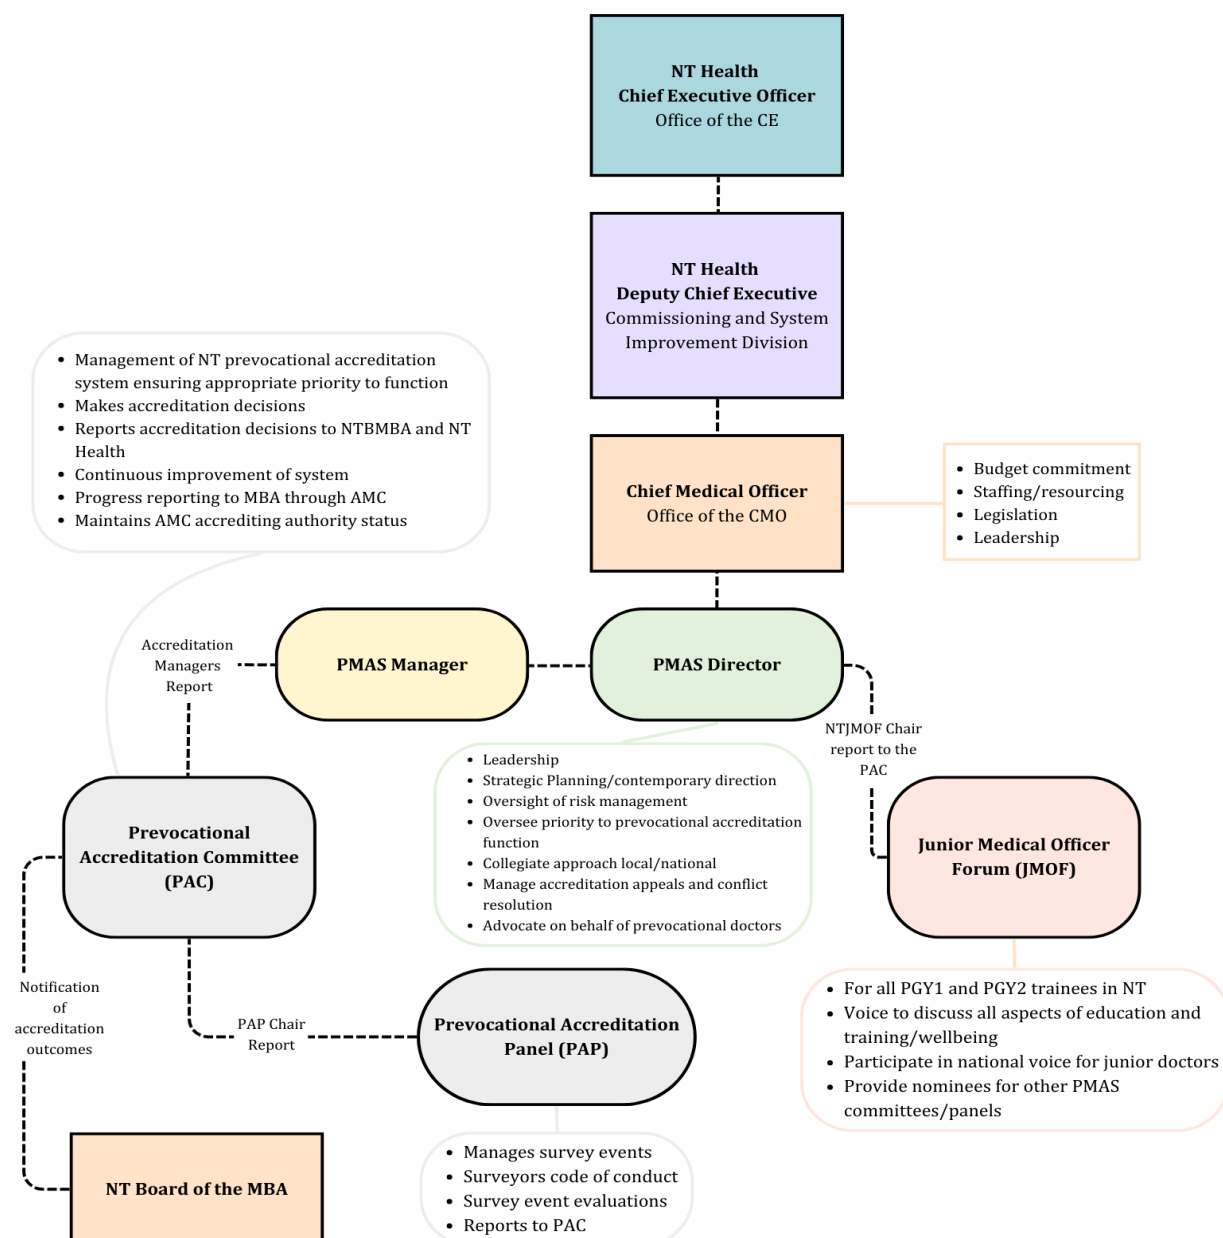 NT Health
Chief Executive Officer
Office of the CE
NT Health
Deputy Chief Executive
Commissioning and System
Improvement Division
• Management of NT prevocational accreditation
system ensuring appropriate priority to function
• Makes accreditation decisions
• Reports accreditation decisions to NTBMBA and NT
Health
• Continuous improvement of system
• Progress reporting to MBA through AMC
• Maintains AMC accrediting authority status
Chief Medical Officer
Office of the CMO
• Budget commitment
• Staffing/resourcing
• Legislation
• Leadership
Accreditation
Managers
Report
PMAS Manager
PMAS Director
NTJMOF Chair
report to the
PAC
• Leadership
• Strategic Planning/contemporary direction
• Oversight of risk management
• Oversee priority to prevocational accreditation
function
• Collegiate approach local/national
• Manage accreditation appeals and conflict
resolution
• Advocate on behalf of prevocational doctors
Prevocational
Accreditation Committee
(PAC)
Junior Medical Officer
Forum (JMOF)
Notification
of
accreditation
outcomes
PAP Chair
Report
Prevocational Accreditation
Panel (PAP)
• For all PGY1 and PGY2 trainees in NT
• Voice to discuss all aspects of education and
training/wellbeing
• Participate in national voice for junior doctors
• Provide nominees for other PMAS
committees/panels
NT Board of the MBA
• Manages survey events
• Surveyors code of conduct
• Survey event evaluations
• Reports to PAC